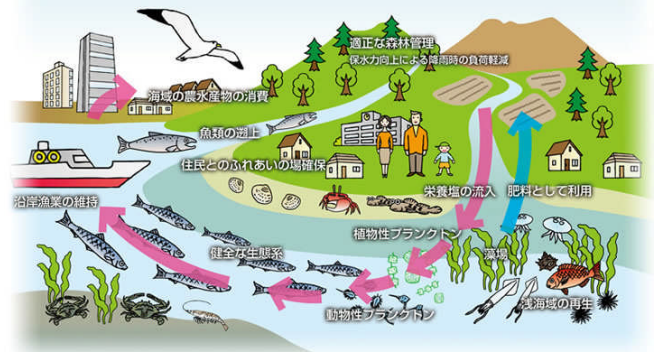 適正な森林管理
保水力向上による降雨時の負荷軽減
海域の農水産物の消費
魚類の遡上
住民とのふれあいの場確保
沿岸漁業の維持
栄養塩の流入
肥料として利用
植物性プランクトン
藻場
健全な生態系
浅海域の再生
動物性プランクトン